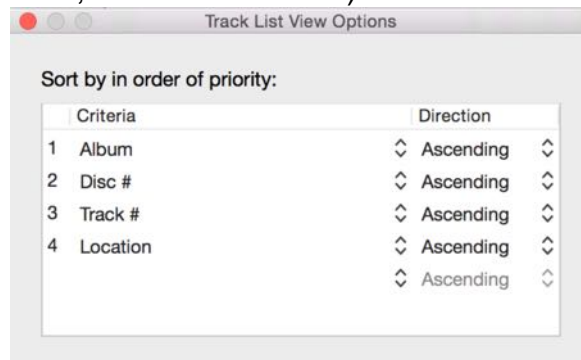 Track List View Options
Sort by in order of priority:
Criteria Direction
1 Album Ascending
2 Disc # Ascending
3 Track # Ascending
4 Location Ascending
Ascending